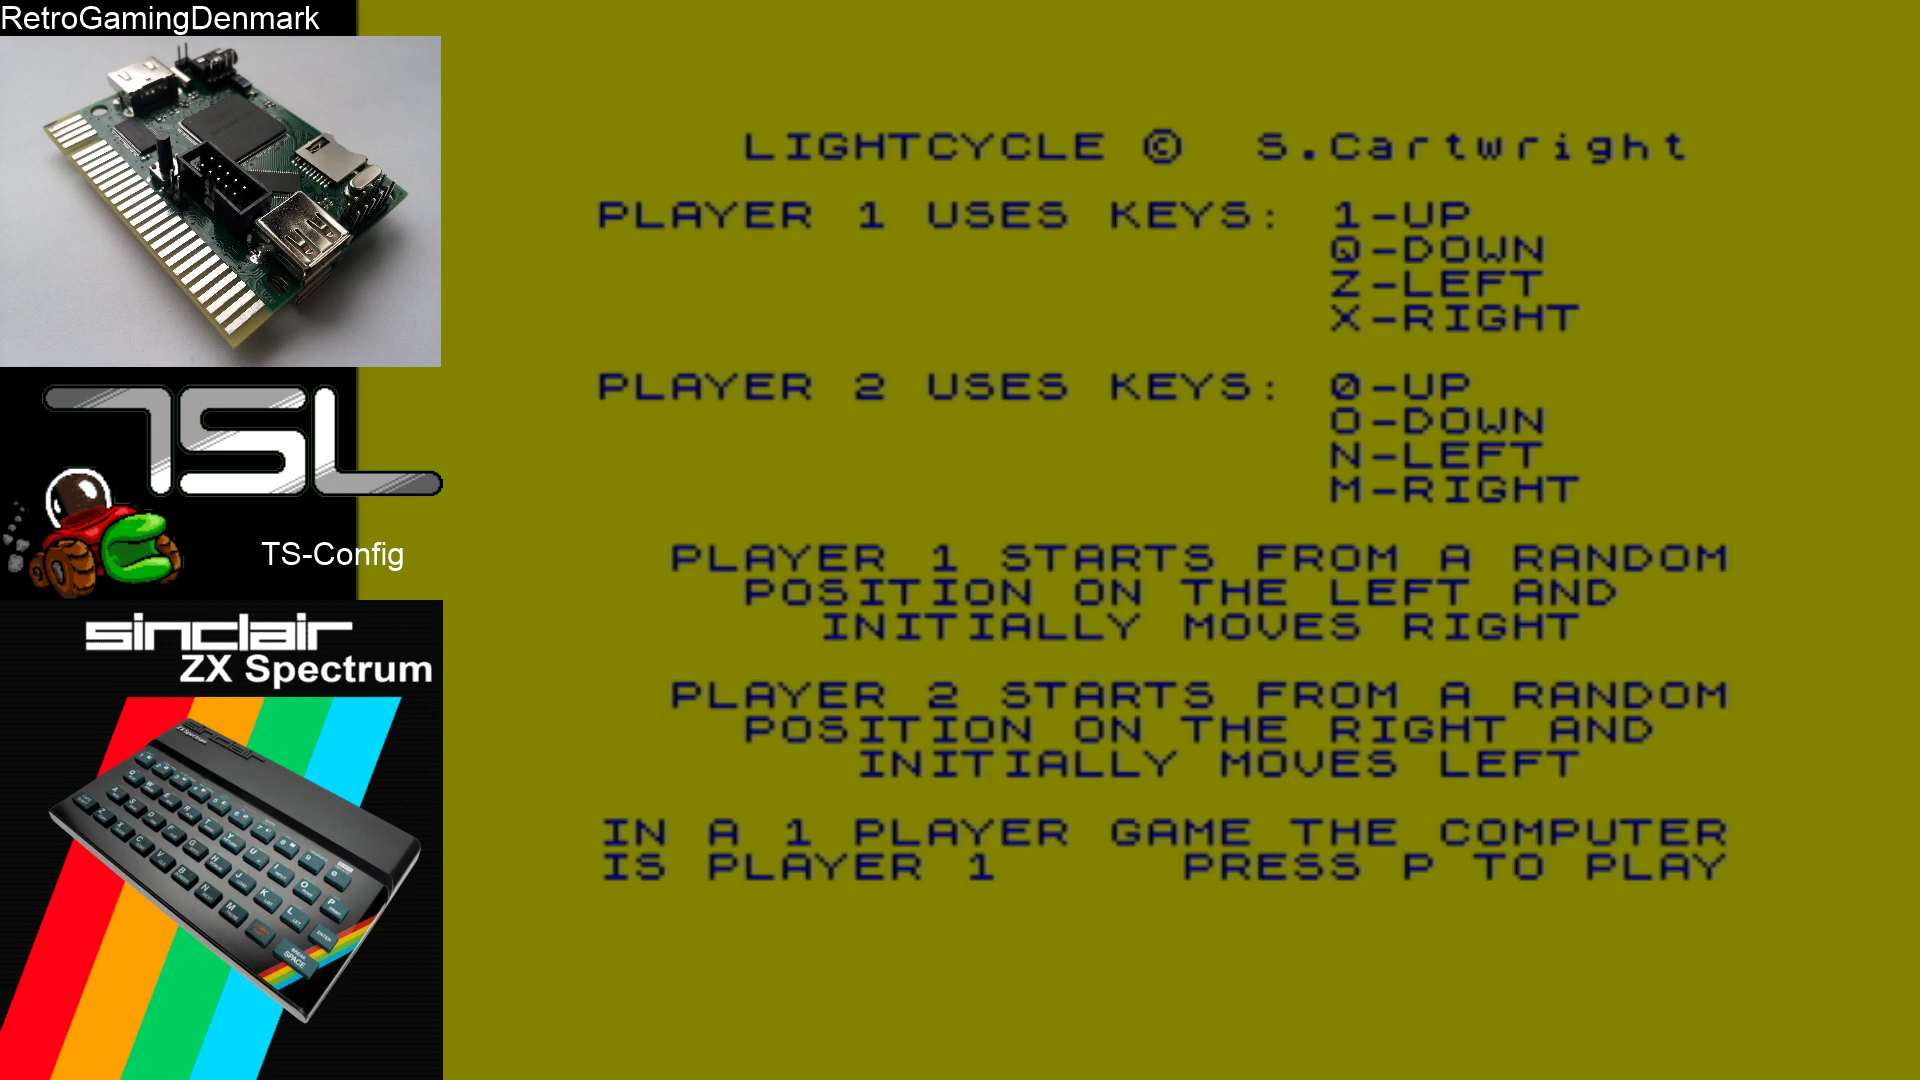 RetroGamingDenmark
TSL
TS-Config
sinclair
ZX Spectrum
LIGHTCYCLE © S.Cartwright
PLAYER 1 USES KEYS: 1-UP
Q-DOWN
Z-LEFT
X-RIGHT
PLAYER 2 USES KEYS: 0-UP
O-DOWN
N-LEFT
M-RIGHT
PLAYER 1 STARTS FROM A RANDOM
POSITION ON THE LEFT AND
INITIALLY MOVES RIGHT
PLAYER 2 STARTS FROM A RANDOM
POSITION ON THE RIGHT AND
INITIALLY MOVES LEFT
IN A 1 PLAYER GAME THE COMPUTER
IS PLAYER 1 PRESS P TO PLAY